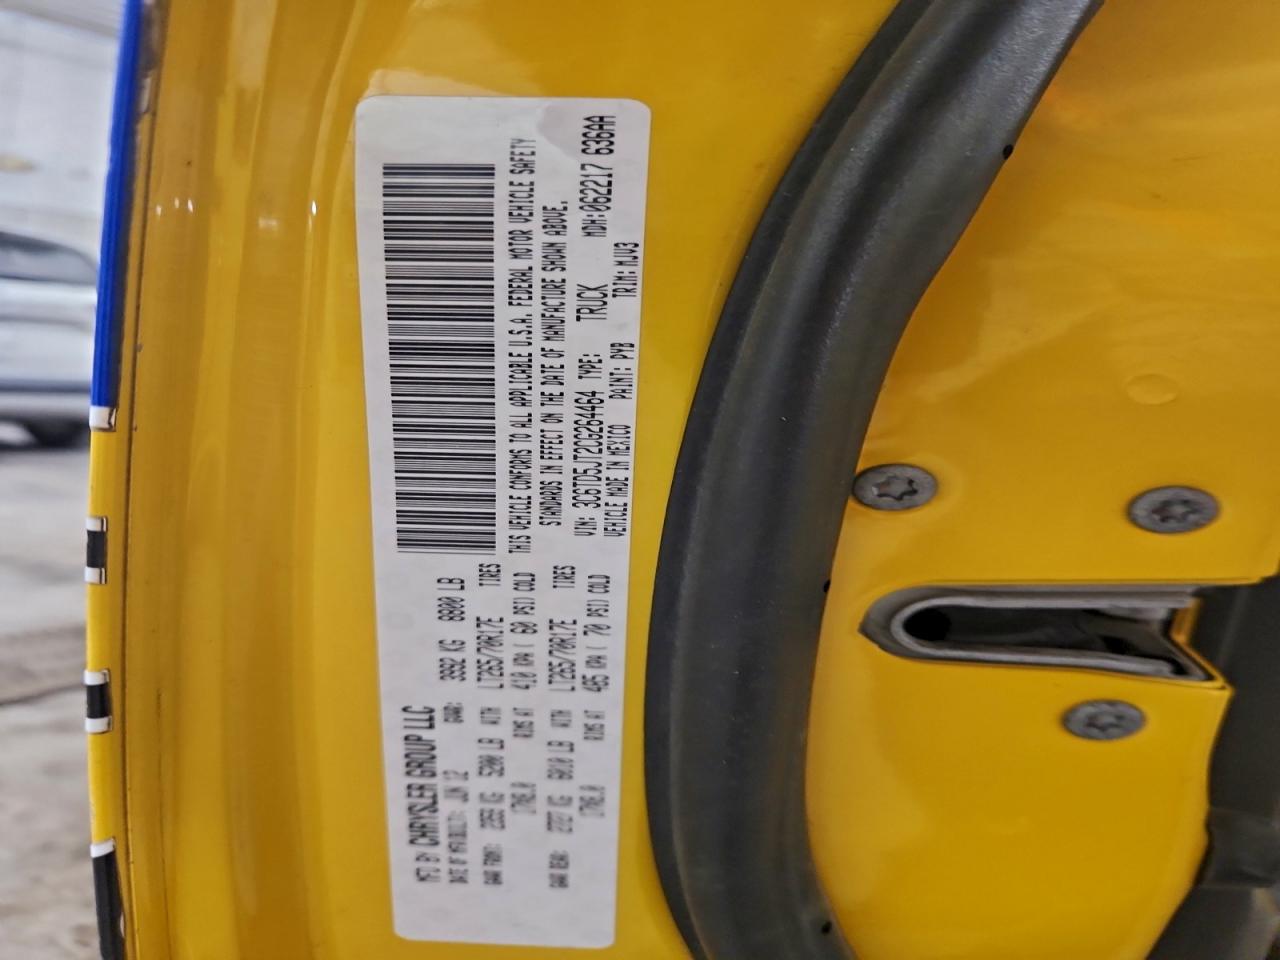 MFD BY CHRYSLER GROUP LLC
DATE OF MFR JUN 12 GVWR: 3992 KG 8800 LB
GAWR FRONT: 2359 KG 5200 LB WITH LT265/70R17E TIRES
17X8.0 RIMS AT 410 KPA ( 60 PSI) COLD
GAWR REAR: 2727 KG 6010 LB WITH LT265/70R17E TIRES
17X8.0 RIMS AT 485 KPA ( 70 PSI) COLD
THIS VEHICLE CONFORMS TO ALL APPLICABLE U.S.A. FEDERAL MOTOR VEHICLE SAFETY
STANDARDS IN EFFECT ON THE DATE OF MANUFACTURE SHOWN ABOVE.
VIN: 3C6TD5JT2CG264464 TYPE: TRUCK MDH:062217 636AA
VEHICLE MADE IN MEXICO PAINT: PYB TRIM: MJV3